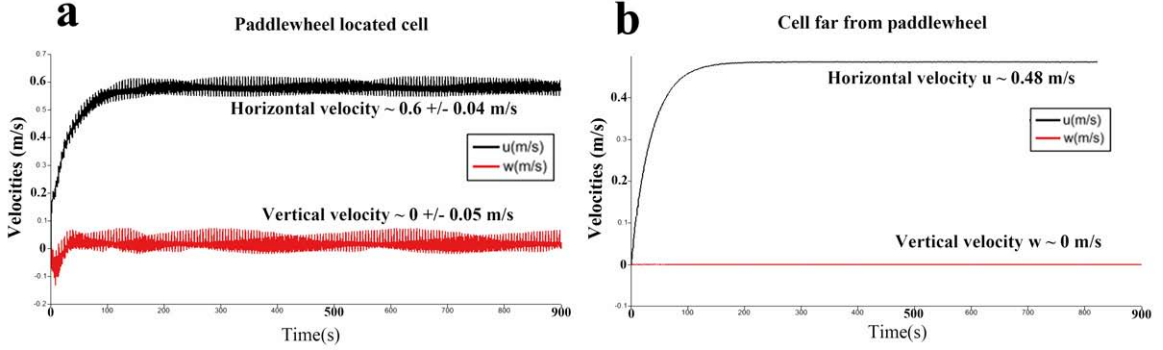 a
Paddlewheel located cell
0.7
0.6
0.5
0.4
0.3
0.2
0.1
0
-0.1
-0.2
Velocities (m/s)
Horizontal velocity ~ 0.6 +/- 0.04 m/s
u(m/s)
w(m/s)
Vertical velocity ~ 0 +/- 0.05 m/s
0 100 200 300 400 500 600 700 800 900
Time(s)
b
Cell far from paddlewheel
0.4
0.3
0.2
0.1
0
-0.1
Velocities (m/s)
Horizontal velocity u ~ 0.48 m/s
u(m/s)
w(m/s)
Vertical velocity w ~ 0 m/s
0 100 200 300 400 500 600 700 800 900
Time(s)